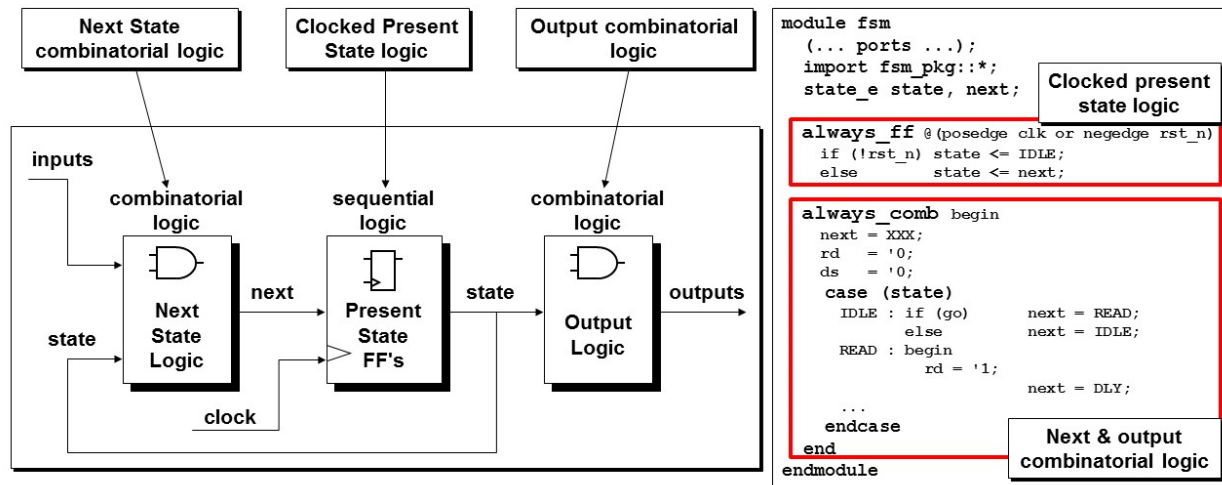 Next State
combinatorial logic
Clocked Present
State logic
Output combinatorial
logic
inputs
combinatorial
logic
sequential
logic
combinatorial
logic
next
state
outputs
Next
State
Logic
Present
State
FF's
Output
Logic
state
clock
module fsm
(... ports ...);
import fsm_pkg::*;
state_e state, next;
Clocked present
state logic
always_ff @(posedge clk or negedge rst_n)
if (!rst_n) state <= IDLE;
else state <= next;
always_comb begin
next = XXX;
rd = '0;
ds = '0;
case (state)
IDLE : if (go) next = READ;
else next = IDLE;
READ : begin
rd = '1;
next = DLY;
...
endcase
end
endmodule
Next & output
combinatorial logic